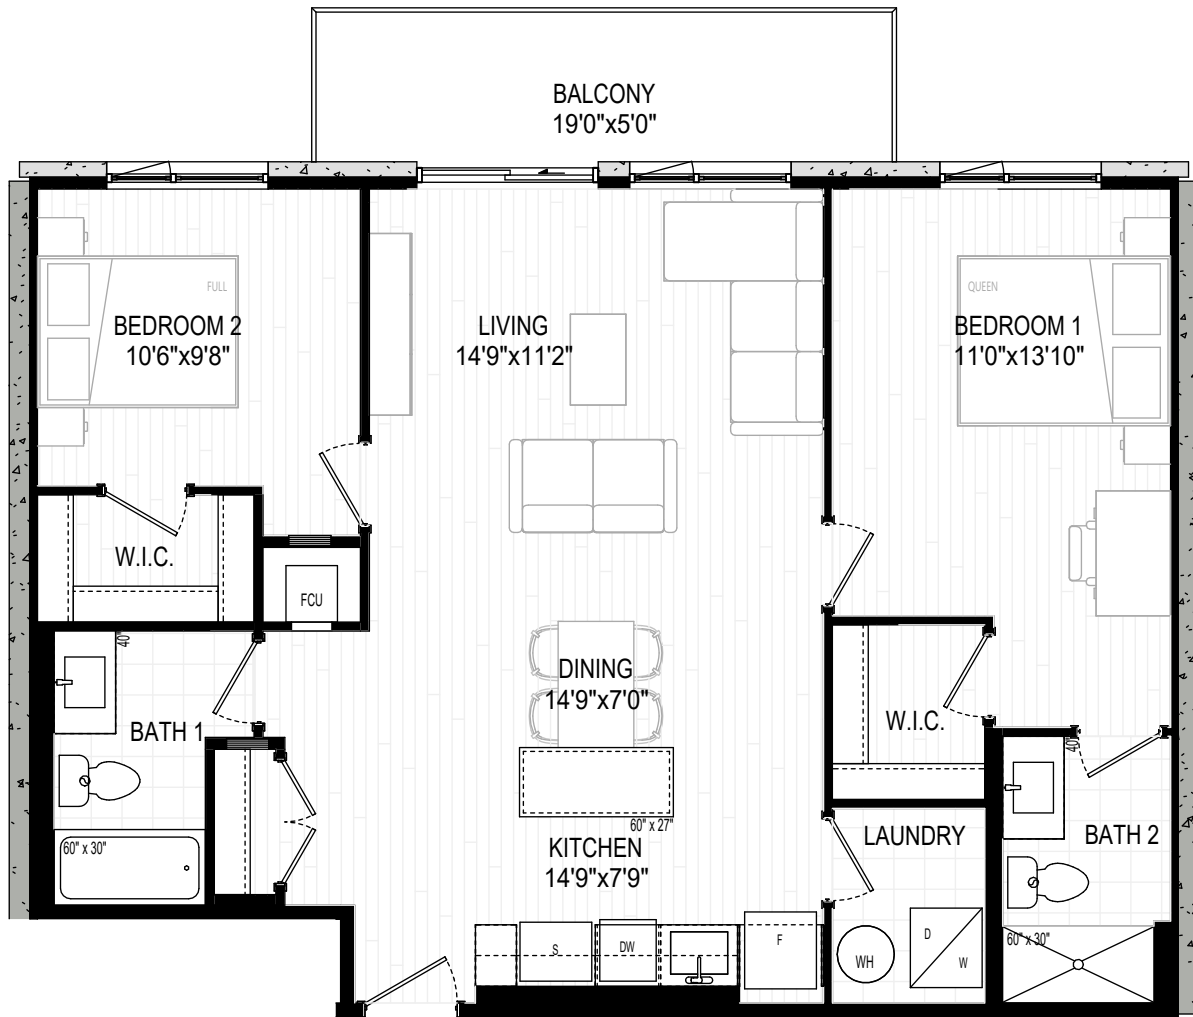 BALCONY
19'0"x5'0"
FULL
BEDROOM 2
10'6"x9'8"
LIVING
14'9"x11'2"
QUEEN
BEDROOM 1
11'0"x13'10"
W.I.C.
FCU
40"
BATH 1
DINING
14'9"x7'0"
W.I.C.
40"
60" x 27"
KITCHEN
14'9"x7'9"
LAUNDRY
BATH 2
60" x 30"
S
DW
F
WH
D
W
60" x 30"